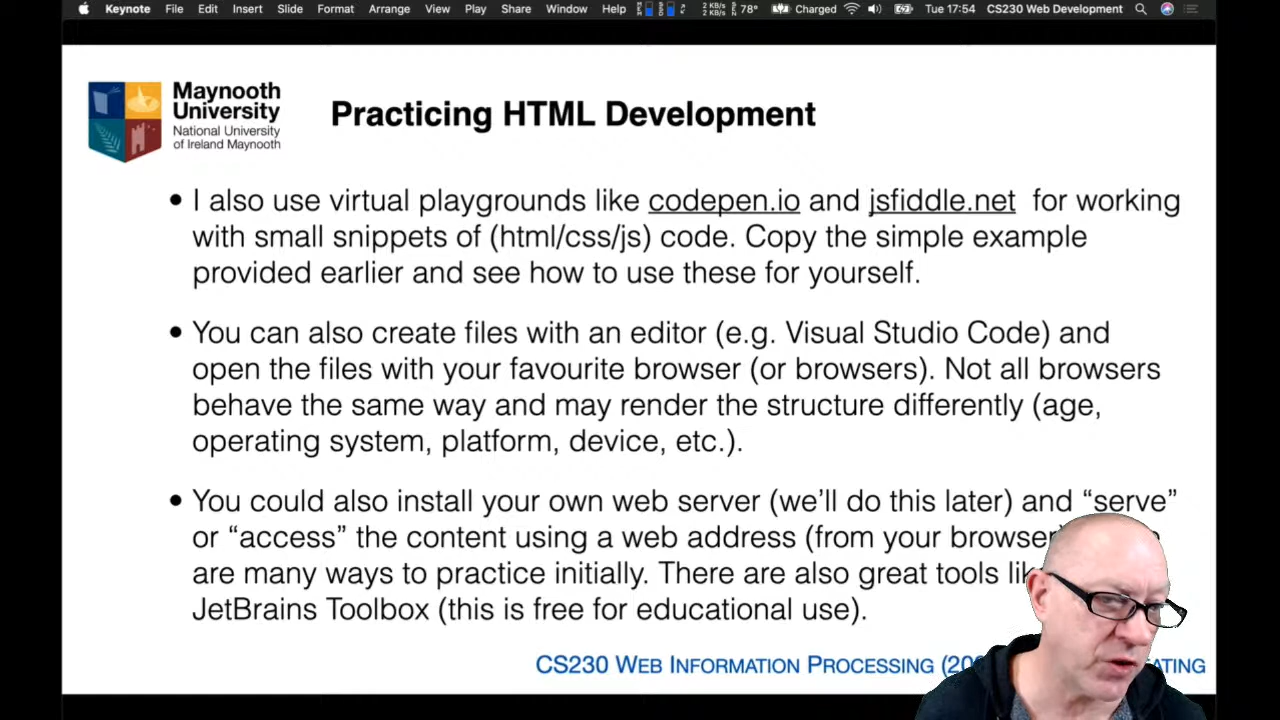 Keynote File Edit Insert Slide Format Arrange View Play Share Window Help 2 KB/s 2 KB/s 78° Charged Tue 17:54 CS230 Web Development
Maynooth
University
National University
of Ireland Maynooth
Practicing HTML Development
• I also use virtual playgrounds like codepen.io and jsfiddle.net for working
with small snippets of (html/css/js) code. Copy the simple example
provided earlier and see how to use these for yourself.
• You can also create files with an editor (e.g. Visual Studio Code) and
open the files with your favourite browser (or browsers). Not all browsers
behave the same way and may render the structure differently (age,
operating system, platform, device, etc.).
• You could also install your own web server (we’ll do this later) and “serve”
or “access” the content using a web address (from your browser
are many ways to practice initially. There are also great tools
JetBrains Toolbox (this is free for educational use).
CS230 WEB INFORMATION PROCESSING